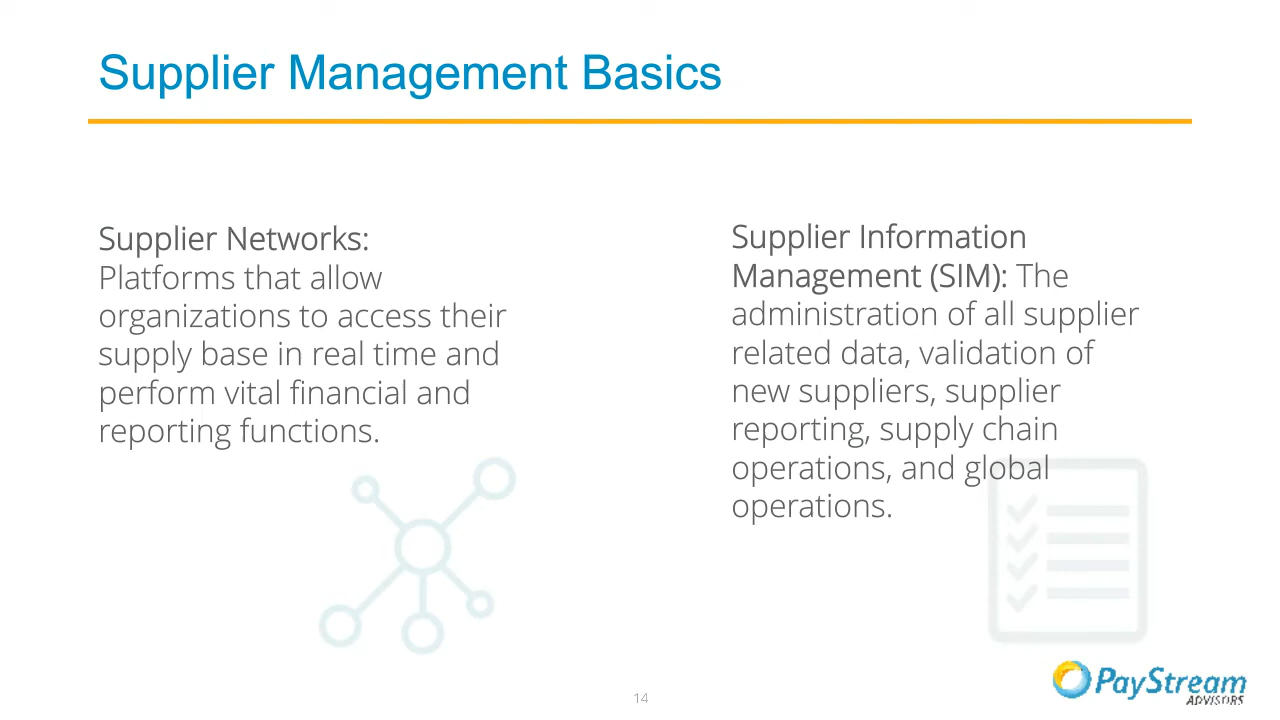 Supplier Management Basics
Supplier Networks:
Platforms that allow
organizations to access their
supply base in real time and
perform vital financial and
reporting functions.
Supplier Information
Management (SIM): The
administration of all supplier
related data, validation of
new suppliers, supplier
reporting, supply chain
operations, and global
operations.
14
PayStream
ADVISORS